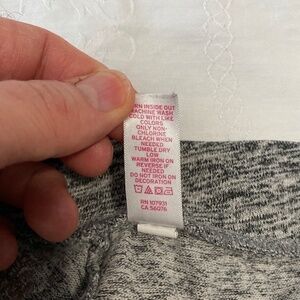 TURN INSIDE OUT
MACHINE WASH
COLD WITH LIKE
COLORS
ONLY NON-
CHLORINE
BLEACH WHEN
NEEDED
TUMBLE DRY
LOW
WARM IRON ON
REVERSE IF
NEEDED
DO NOT IRON ON
DECORATION
RN 107931
CA 56076